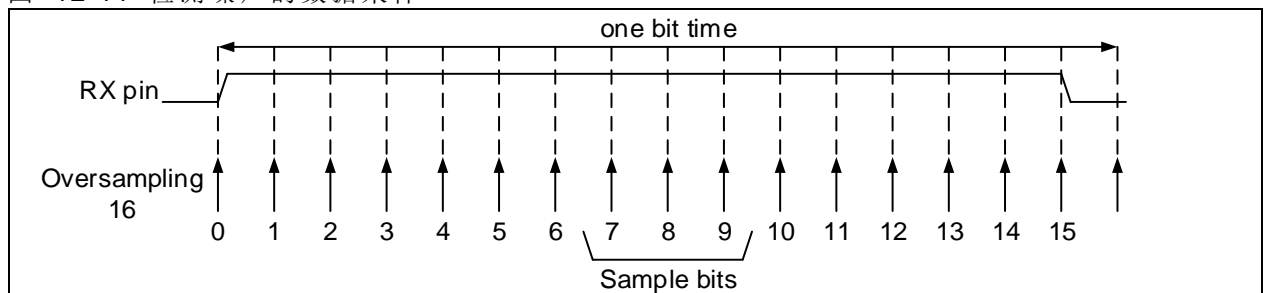 one bit time
RX pin
Oversampling
16
0 1 2 3 4 5 6 7 8 9 10 11 12 13 14 15
Sample bits